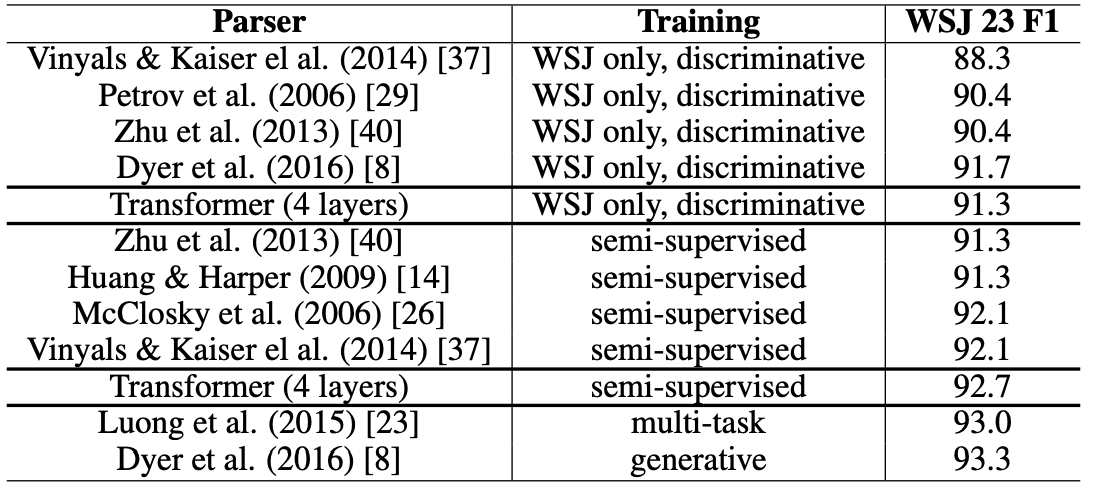 Parser Training WSJ 23 F1
Vinyals & Kaiser el al. (2014) [37] WSJ only, discriminative 88.3
Petrov et al. (2006) [29] WSJ only, discriminative 90.4
Zhu et al. (2013) [40] WSJ only, discriminative 90.4
Dyer et al. (2016) [8] WSJ only, discriminative 91.7
Transformer (4 layers) WSJ only, discriminative 91.3
Zhu et al. (2013) [40] semi-supervised 91.3
Huang & Harper (2009) [14] semi-supervised 91.3
McClosky et al. (2006) [26] semi-supervised 92.1
Vinyals & Kaiser el al. (2014) [37] semi-supervised 92.1
Transformer (4 layers) semi-supervised 92.7
Luong et al. (2015) [23] multi-task 93.0
Dyer et al. (2016) [8] generative 93.3